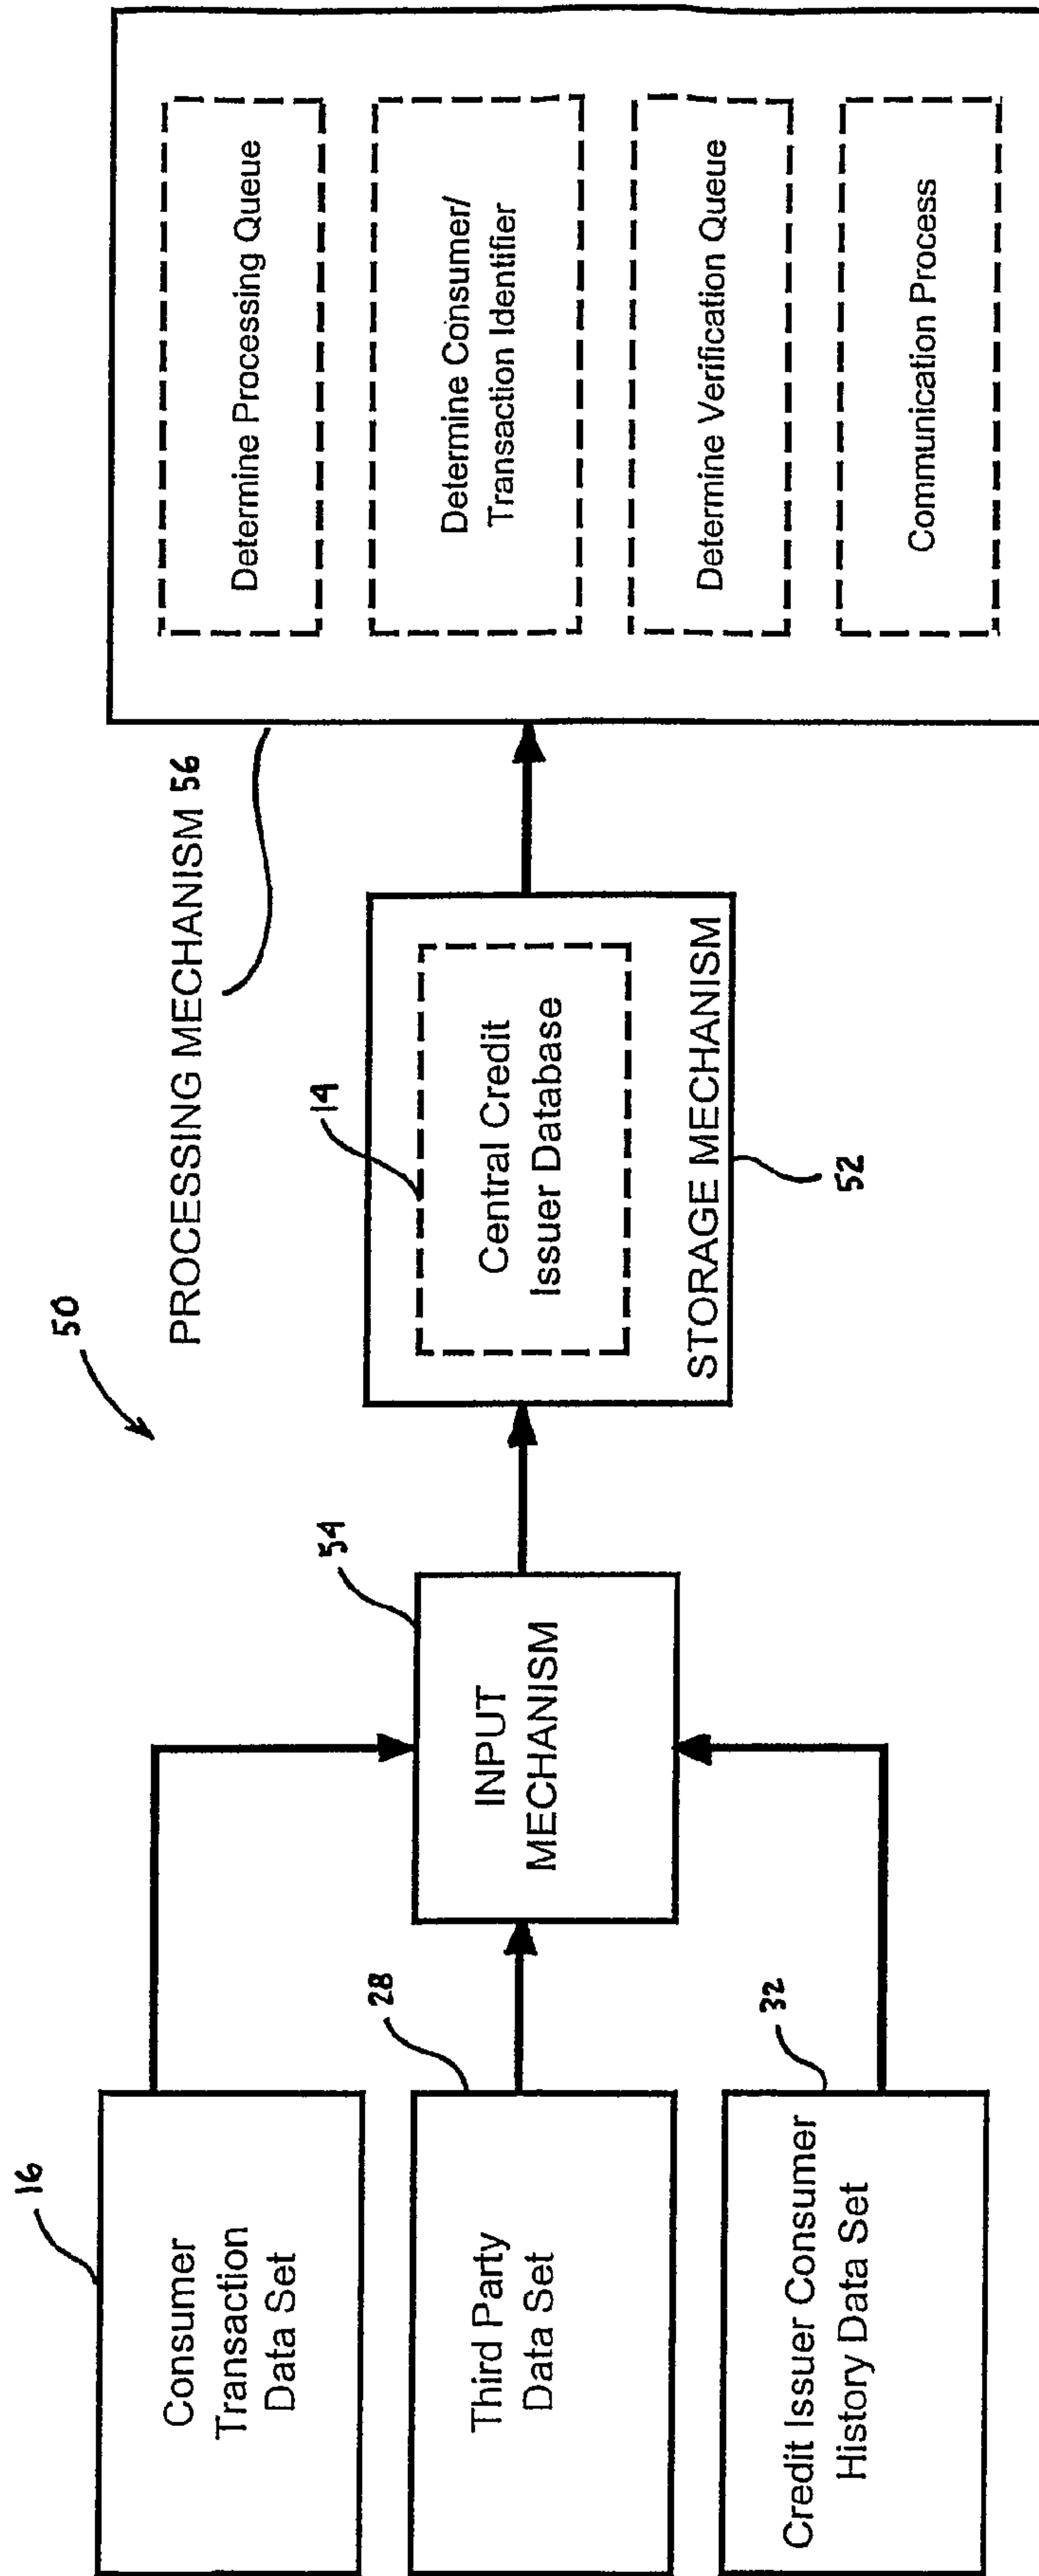 50
16
Consumer
Transaction
Data Set
28
Third Party
Data Set
32
Credit Issuer Consumer
History Data Set
54
INPUT
MECHANISM
14
Central Credit
Issuer Database
STORAGE MECHANISM
52
PROCESSING MECHANISM 56
Determine Processing Queue
Determine Consumer/
Transaction Identifier
Determine Verification Queue
Communication Process